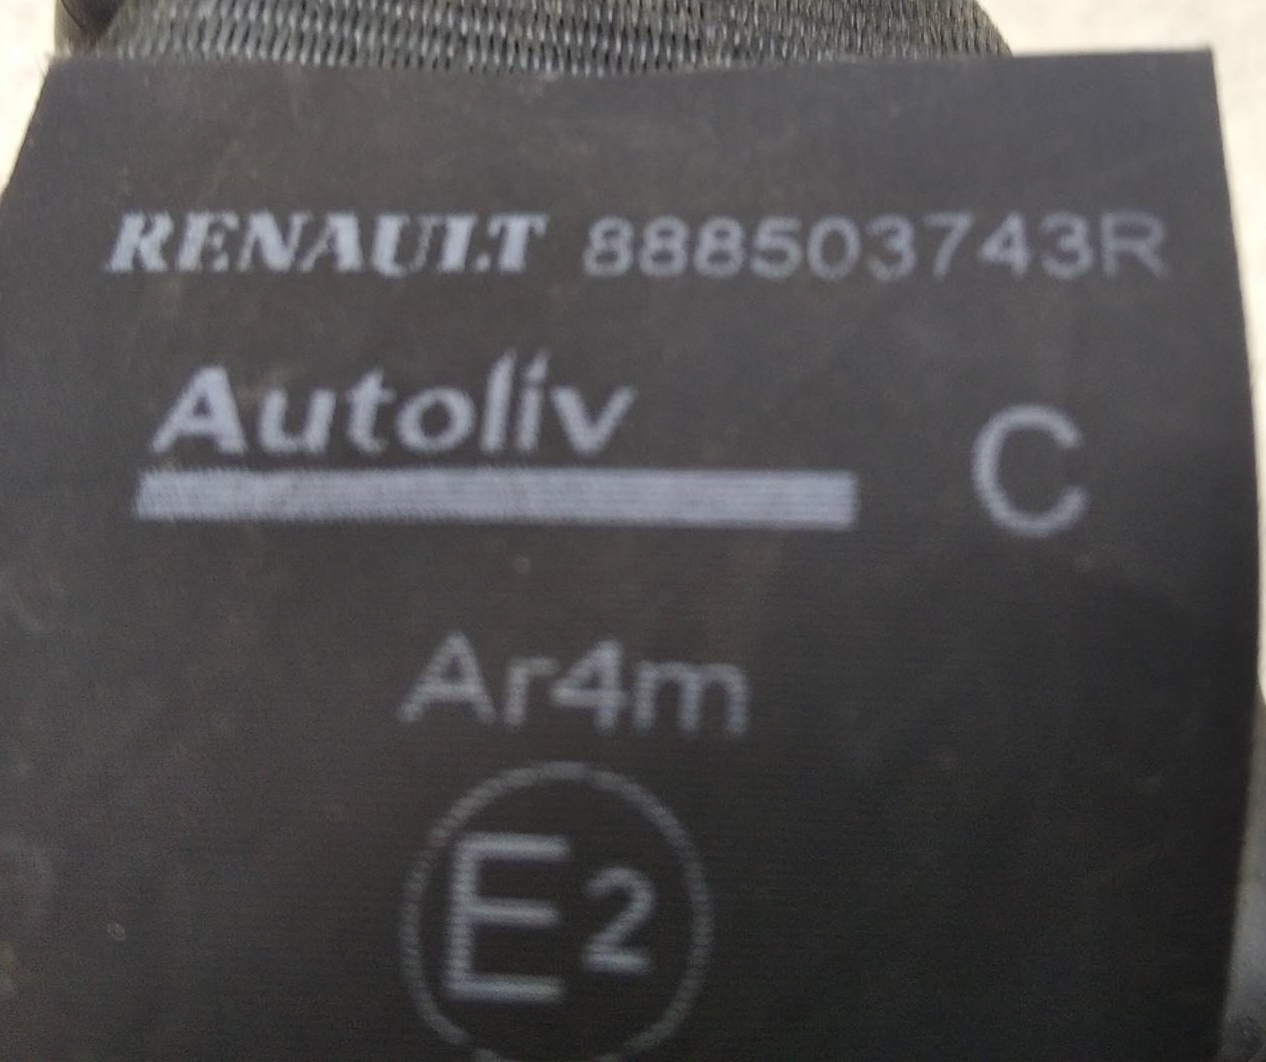 RENAULT 888503743R
Autoliv C
Ar4m
E2